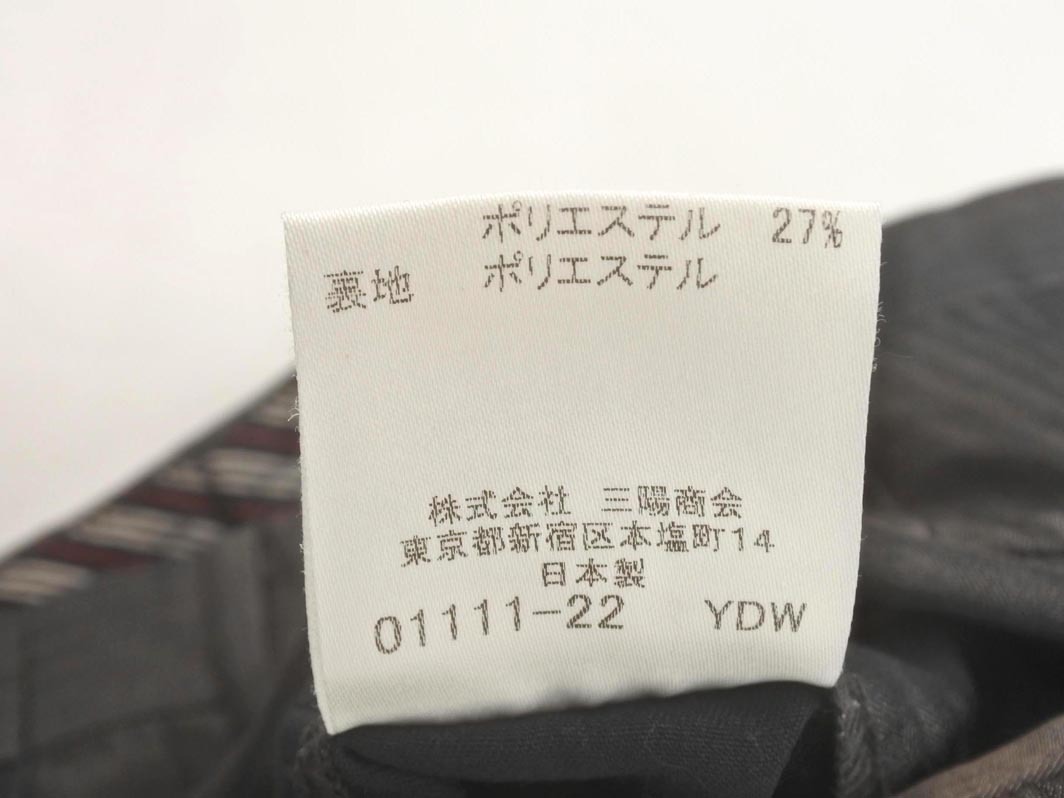 ポリエステル 27%
裏地 ポリエステル
株式会社 三陽商会
東京都新宿区本塩町14
日本製
01111-22 YDW